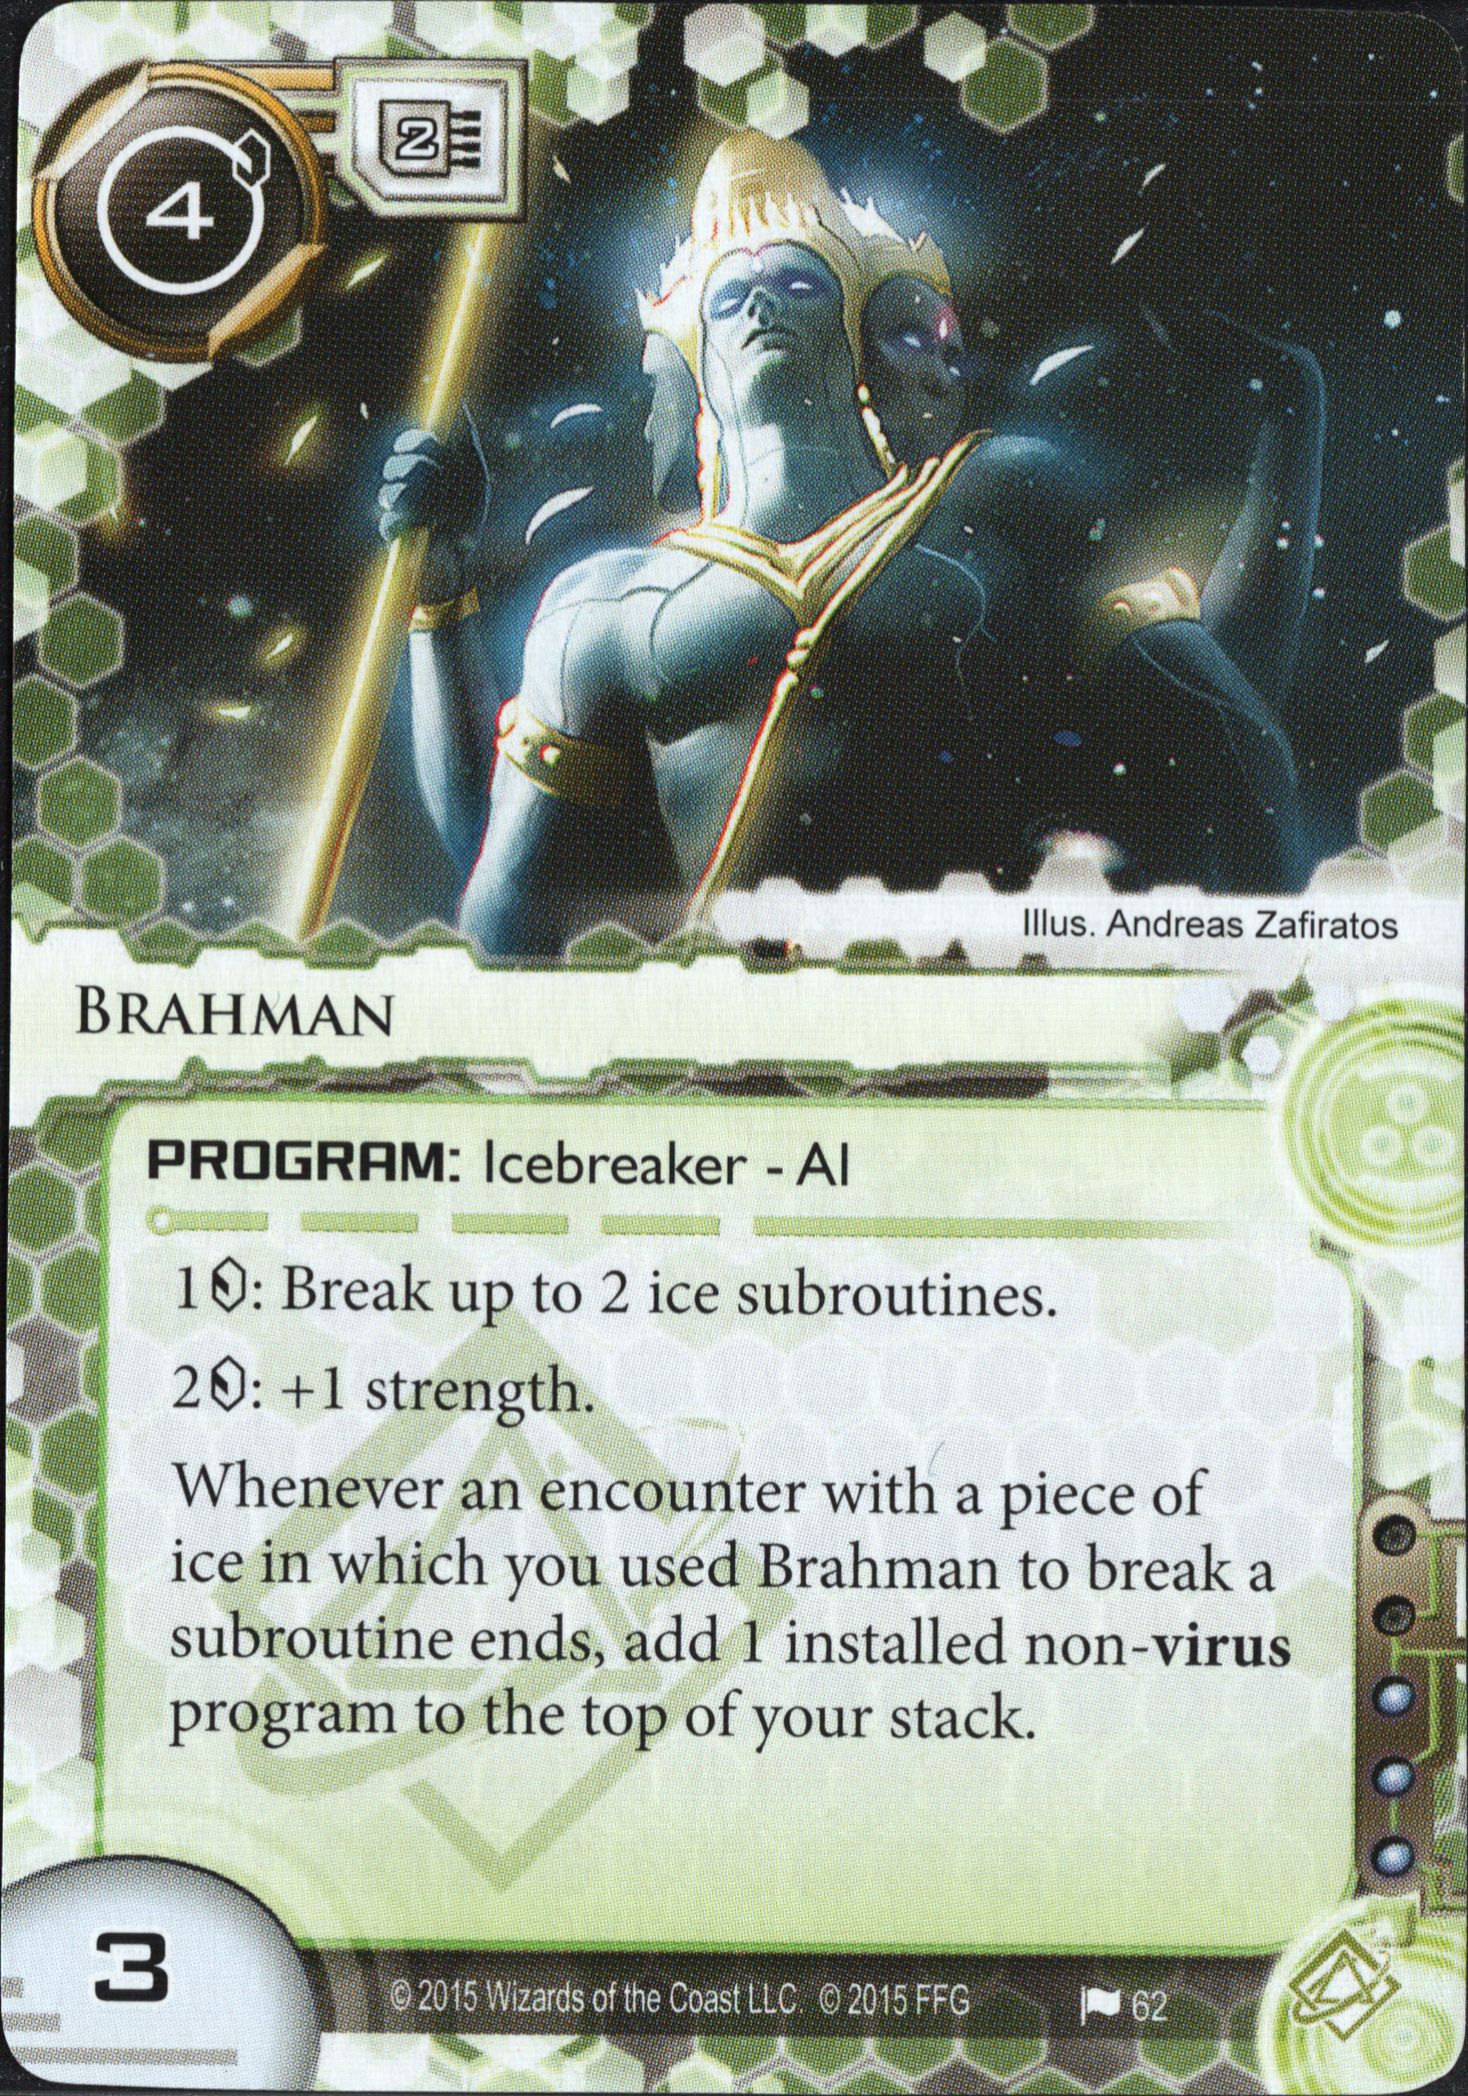 4
2
Illus. Andreas Zafiratos
BRAHMAN
PROGRAM: Icebreaker - AI
1: Break up to 2 ice subroutines.
2: +1 strength.
Whenever an encounter with a piece of
ice in which you used Brahman to break a
subroutine ends, add 1 installed non-virus
program to the top of your stack.
3
© 2015 Wizards of the Coast LLC. © 2015 FFG
62